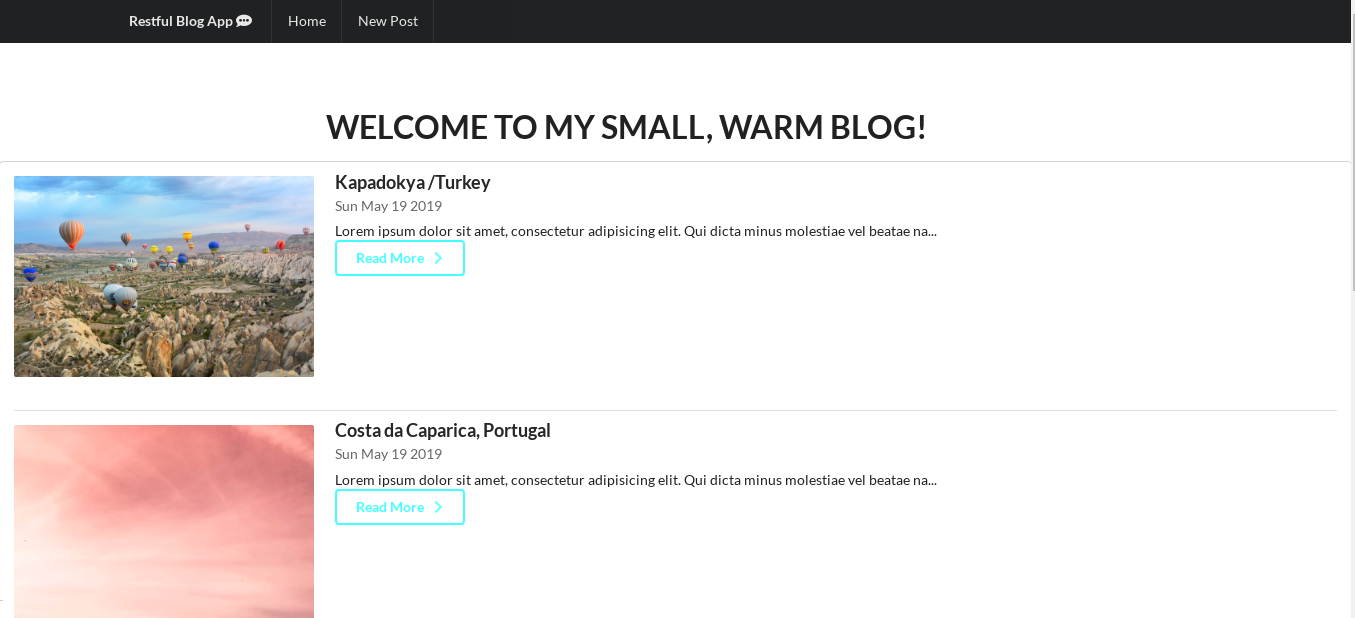 Restful Blog App
Home
New Post
WELCOME TO MY SMALL, WARM BLOG!
Kapadokya /Turkey
Sun May 19 2019
Lorem ipsum dolor sit amet, consectetur adipisicing elit. Qui dicta minus molestiae vel beatae na...
Read More
Costa da Caparica, Portugal
Sun May 19 2019
Lorem ipsum dolor sit amet, consectetur adipisicing elit. Qui dicta minus molestiae vel beatae na...
Read More